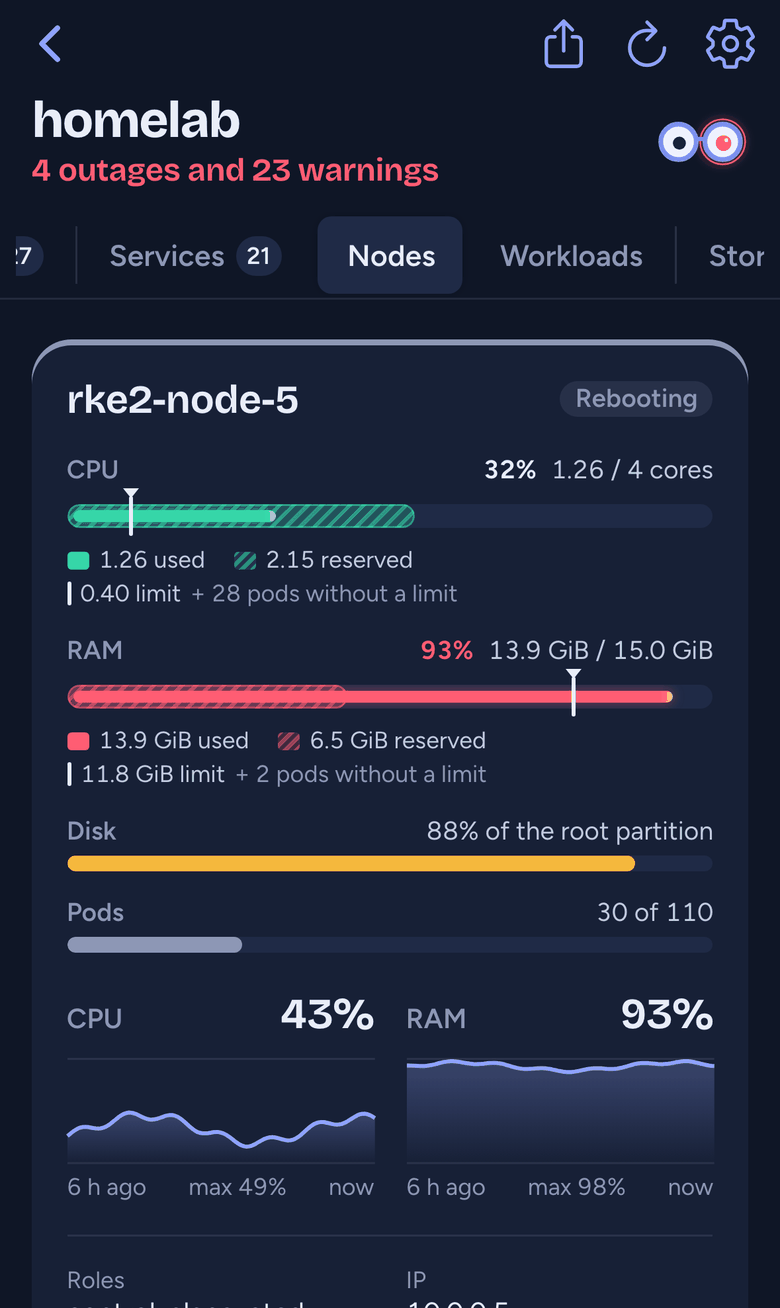 homelab
4 outages and 23 warnings
Services 21 Nodes Workloads
rke2-node-5 Rebooting
CPU 32% 1.26 / 4 cores
1.26 used 2.15 reserved
0.40 limit + 28 pods without a limit
RAM 93% 13.9 GiB / 15.0 GiB
13.9 GiB used 6.5 GiB reserved
11.8 GiB limit + 2 pods without a limit
Disk 88% of the root partition
Pods 30 of 110
CPU 43% RAM 93%
6 h ago max 49% now 6 h ago max 98% now
Roles IP